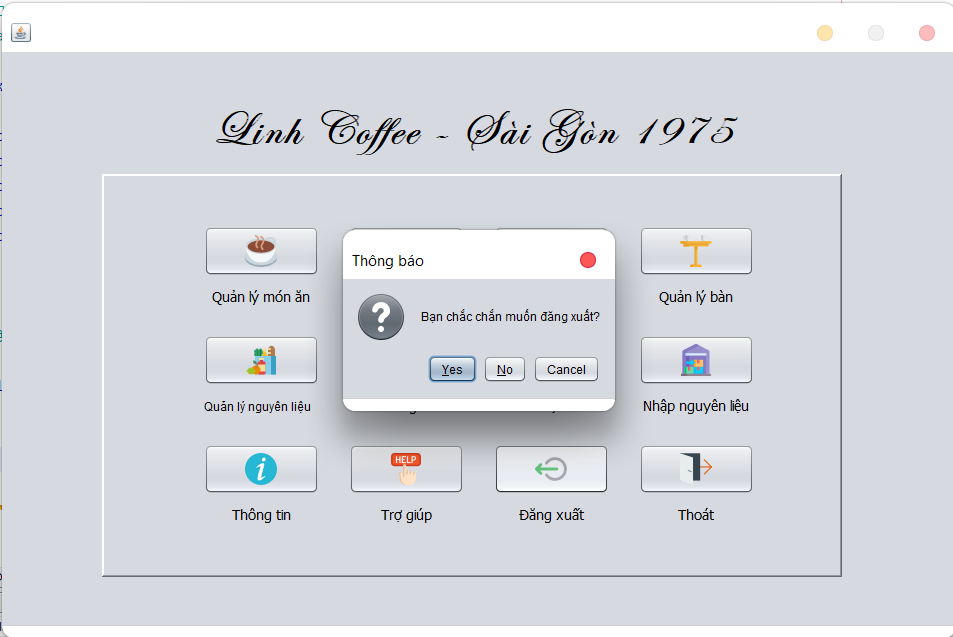 Linh Coffee - Sài Gòn 1975
Thông báo
Quản lý món ăn
Quản lý bàn
Bạn chắc chắn muốn đăng xuất?
Yes
No
Cancel
Quản lý nguyên liệu
Nhập nguyên liệu
HELP
Thông tin
Trợ giúp
Đăng xuất
Thoát